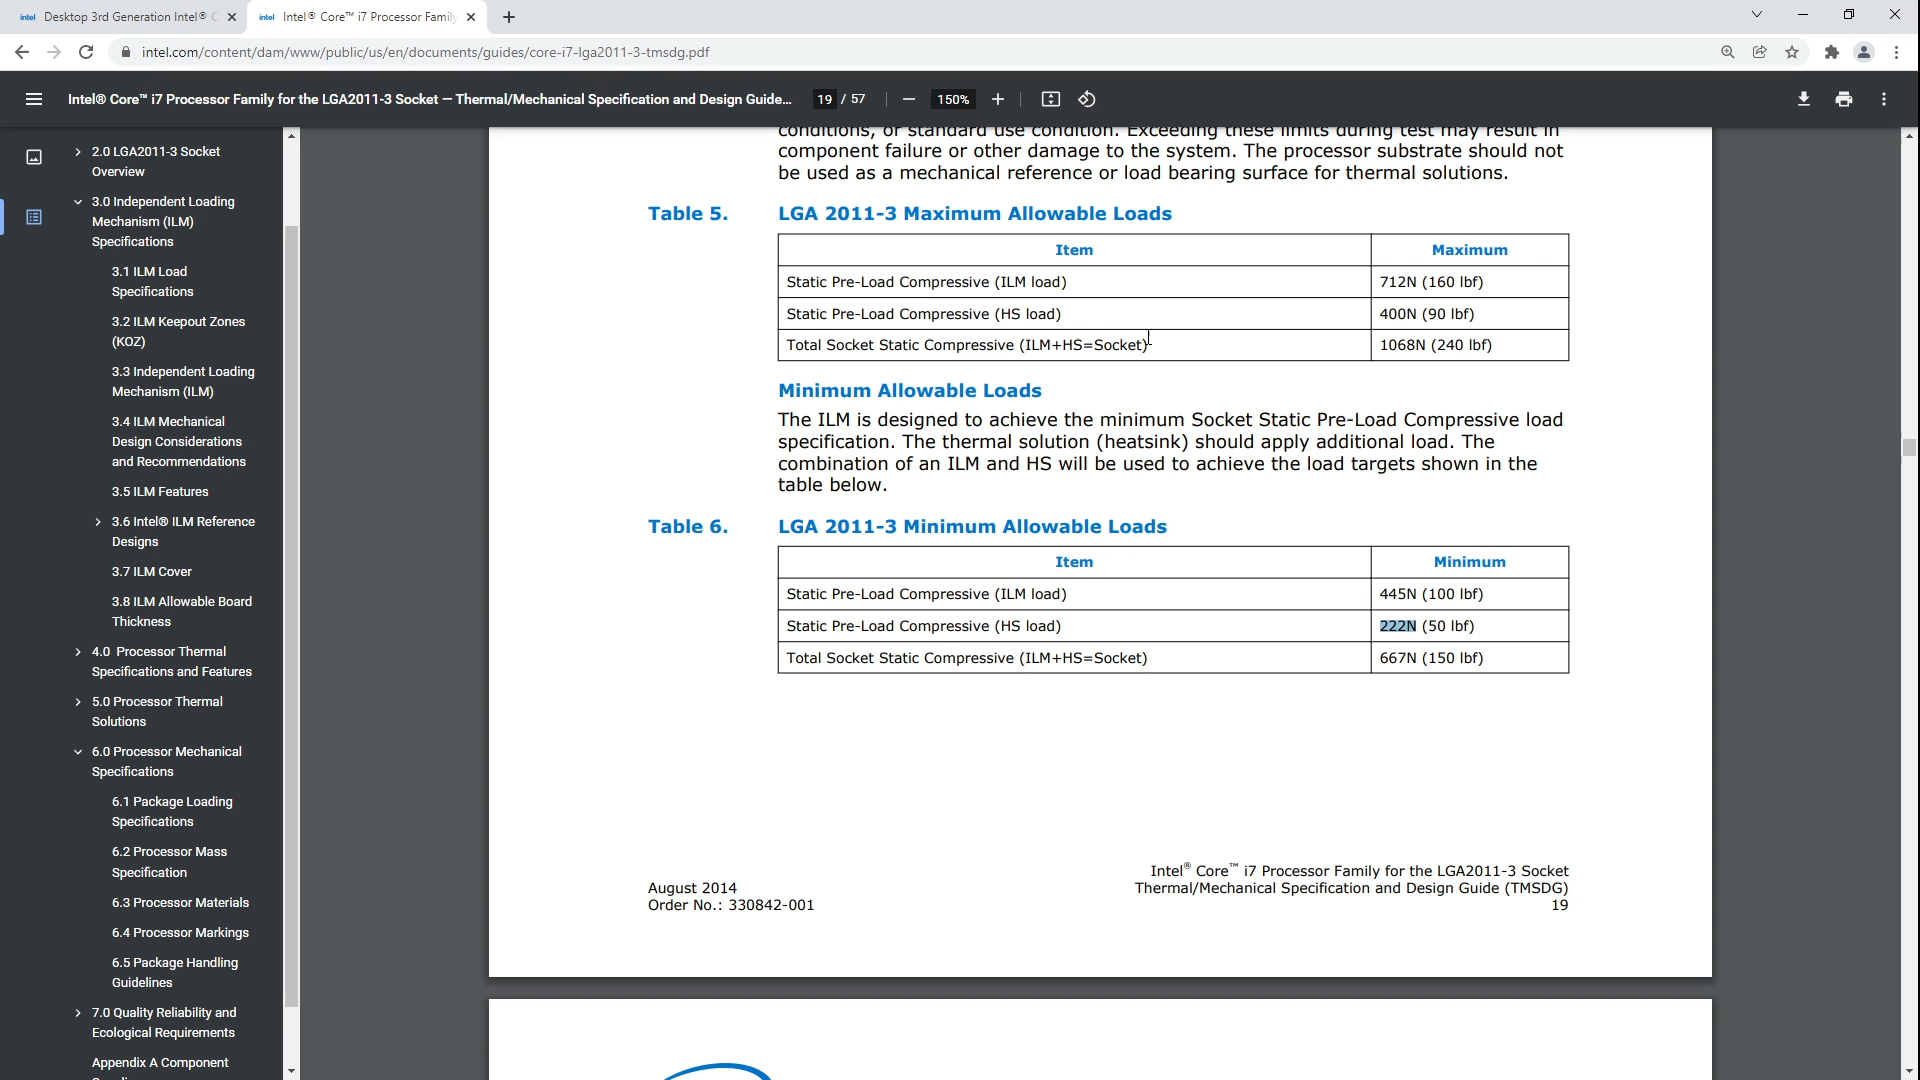 intel Desktop 3rd Generation Intel® C
intel Intel® Core™ i7 Processor Family
intel.com/content/dam/www/public/us/en/documents/guides/core-i7-lga2011-3-tmsdg.pdf
Intel® Core™ i7 Processor Family for the LGA2011-3 Socket — Thermal/Mechanical Specification and Design Guide...
19 / 57
150%
2.0 LGA2011-3 Socket
Overview
3.0 Independent Loading
Mechanism (ILM)
Specifications
3.1 ILM Load
Specifications
3.2 ILM Keepout Zones
(KOZ)
3.3 Independent Loading
Mechanism (ILM)
3.4 ILM Mechanical
Design Considerations
and Recommendations
3.5 ILM Features
3.6 Intel® ILM Reference
Designs
3.7 ILM Cover
3.8 ILM Allowable Board
Thickness
4.0 Processor Thermal
Specifications and Features
5.0 Processor Thermal
Solutions
6.0 Processor Mechanical
Specifications
6.1 Package Loading
Specifications
6.2 Processor Mass
Specification
6.3 Processor Materials
6.4 Processor Markings
6.5 Package Handling
Guidelines
7.0 Quality Reliability and
Ecological Requirements
Appendix A Component
conditions, or standard use condition. Exceeding these limits during test may result in
component failure or other damage to the system. The processor substrate should not
be used as a mechanical reference or load bearing surface for thermal solutions.
Table 5. LGA 2011-3 Maximum Allowable Loads
Item Maximum
Static Pre-Load Compressive (ILM load) 712N (160 lbf)
Static Pre-Load Compressive (HS load) 400N (90 lbf)
Total Socket Static Compressive (ILM+HS=Socket) 1068N (240 lbf)
Minimum Allowable Loads
The ILM is designed to achieve the minimum Socket Static Pre-Load Compressive load
specification. The thermal solution (heatsink) should apply additional load. The
combination of an ILM and HS will be used to achieve the load targets shown in the
table below.
Table 6. LGA 2011-3 Minimum Allowable Loads
Item Minimum
Static Pre-Load Compressive (ILM load) 445N (100 lbf)
Static Pre-Load Compressive (HS load) 222N (50 lbf)
Total Socket Static Compressive (ILM+HS=Socket) 667N (150 lbf)
Intel® Core™ i7 Processor Family for the LGA2011-3 Socket
August 2014 Thermal/Mechanical Specification and Design Guide (TMSDG)
Order No.: 330842-001 19